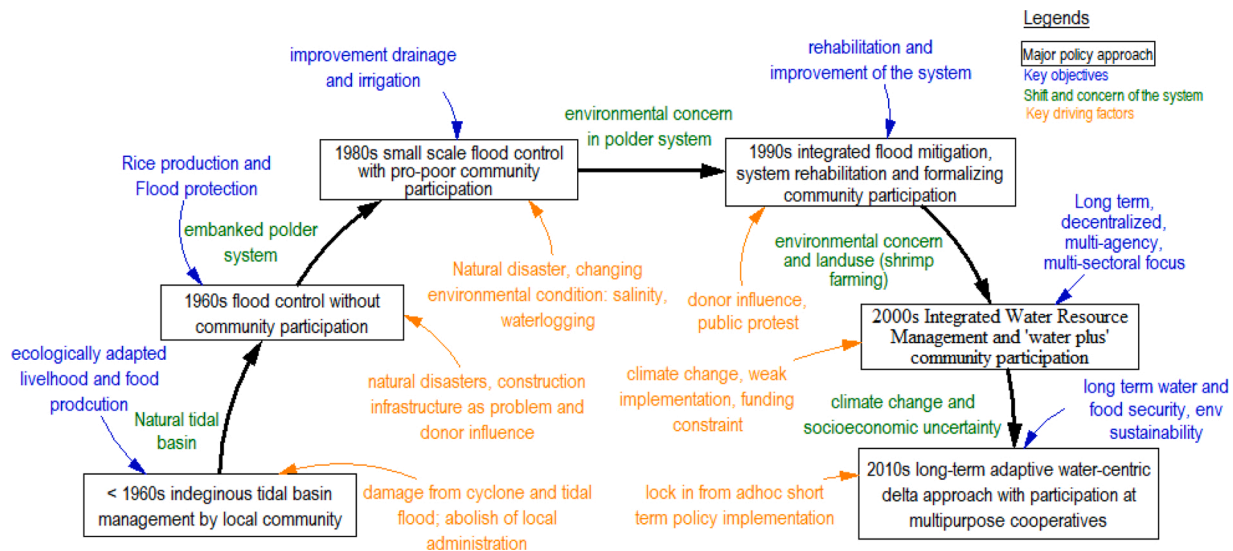 Legends
Major policy approach
Key objectives
Shift and concern of the system
Key driving factors
improvement drainage
and irrigation
rehabilitation and
improvement of the system
environmental concern
in polder system
1980s small scale flood control
with pro-poor community
participation
1990s integrated flood mitigation,
system rehabilitation and formalizing
community participation
Rice production and
Flood protection
embanked polder
system
Long term,
decentralized,
multi-agency,
multi-sectoral focus
environmental concern
and landuse (shrimp
farming)
Natural disaster, changing
environmental condition: salinity,
waterlogging
donor influence,
public protest
1960s flood control without
community participation
2000s Integrated Water Resource
Management and 'water plus'
community participation
ecologically adapted
livelhood and food
prodcution
natural disasters, construction
infrastructure as problem and
donor influence
climate change, weak
implementation, funding
constraint
Natural tidal
basin
climate change and
socioeconomic uncertainty
long term water and
food security, env
sustainability
< 1960s indeginous tidal basin
management by local community
damage from cyclone and tidal
flood; abolish of local
administration
lock in from adhoc short
term policy implementation
2010s long-term adaptive water-centric
delta approach with participation at
multipurpose cooperatives